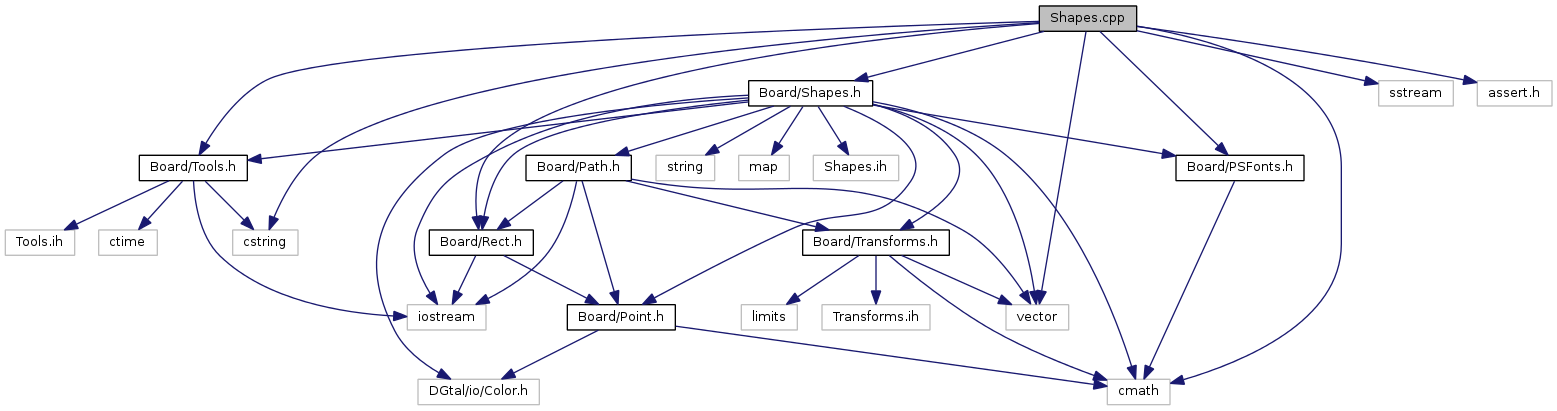 Shapes.cpp
Board/Shapes.h
sstream
assert.h
Board/Tools.h
Board/Path.h
string
map
Shapes.ih
Board/PSFonts.h
Tools.ih
ctime
cstring
Board/Rect.h
Board/Transforms.h
iostream
Board/Point.h
limits
Transforms.ih
vector
DGtal/io/Color.h
cmath